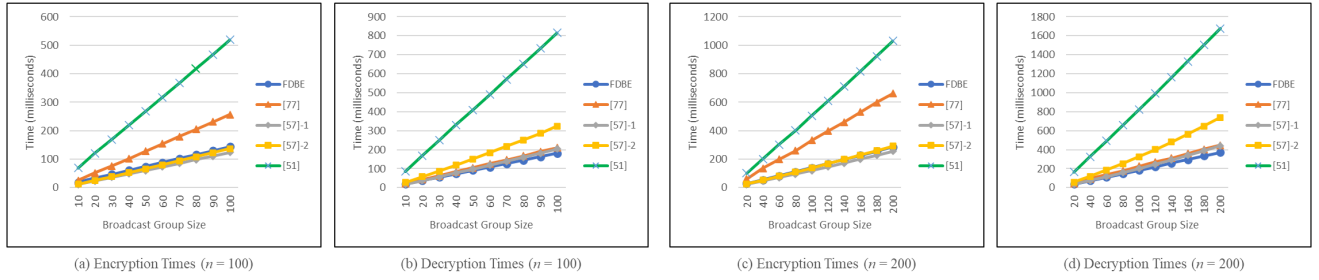 600
500
400
300
200
100
0
Time (milliseconds)
10 20 30 40 50 60 70 80 90 100
Broadcast Group Size
FDBE
[77]
[57]-1
[57]-2
[51]
(a) Encryption Times (n = 100)
900
800
700
600
500
400
300
200
100
0
Time (milliseconds)
10 20 30 40 50 60 70 80 90 100
Broadcast Group Size
FDBE
[77]
[57]-1
[57]-2
[51]
(b) Decryption Times (n = 100)
1200
1000
800
600
400
200
0
Time (milliseconds)
20 40 60 80 100 120 140 160 180 200
Broadcast Group Size
FDBE
[77]
[57]-1
[57]-2
[51]
(c) Encryption Times (n = 200)
1800
1600
1400
1200
1000
800
600
400
200
0
Time (milliseconds)
20 40 60 80 100 120 140 160 180 200
Broadcast Group Size
FDBE
[77]
[57]-1
[57]-2
[51]
(d) Decryption Times (n = 200)